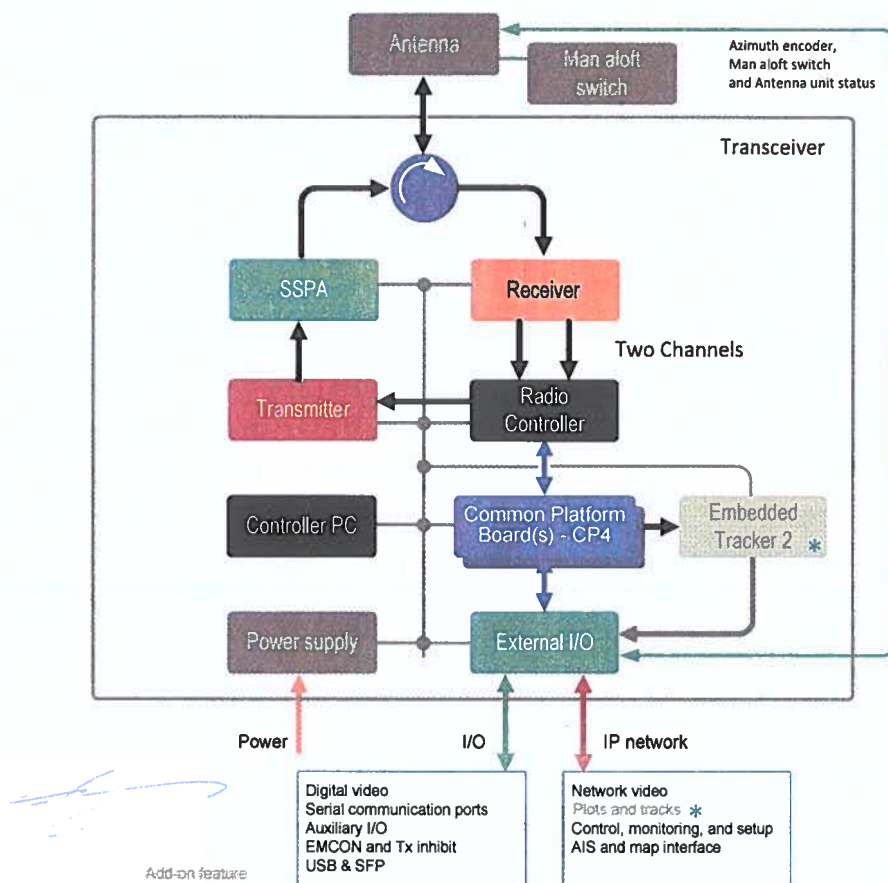 Antenna
Man aloft
switch
Azimuth encoder,
Man aloft switch
and Antenna unit status
Transceiver
SSPA
Receiver
Two Channels
Transmitter
Radio
Controller
Controller PC
Common Platform
Board(s) - CP4
Embedded
Tracker 2 *
Power supply
External I/O
Power
I/O
IP network
Digital video
Serial communication ports
Auxiliary I/O
EMCON and Tx inhibit
USB & SFP
Network video
Plots and tracks *
Control, monitoring, and setup
AIS and map interface
Add-on feature